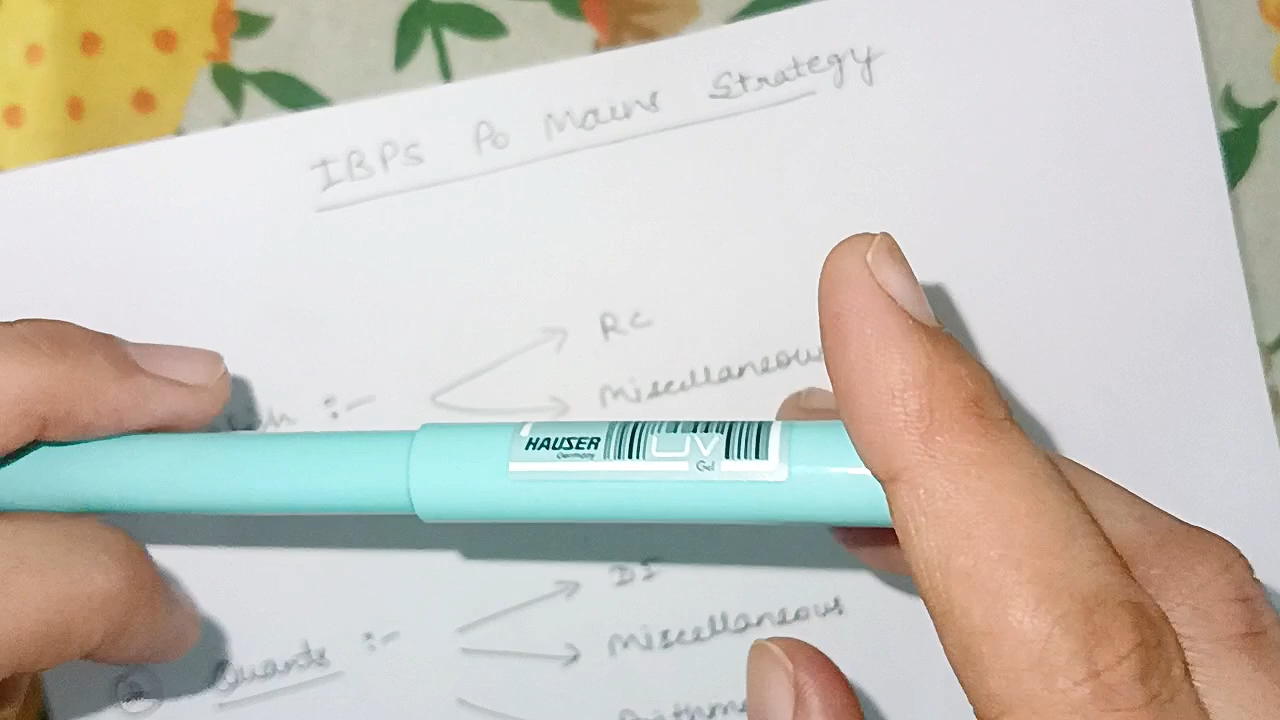 IBPS Po Mains Strategy
RC
Miscellaneous
:-
HAUSER
Germany
UV
Gel
DI
Quants :-
Miscellaneous